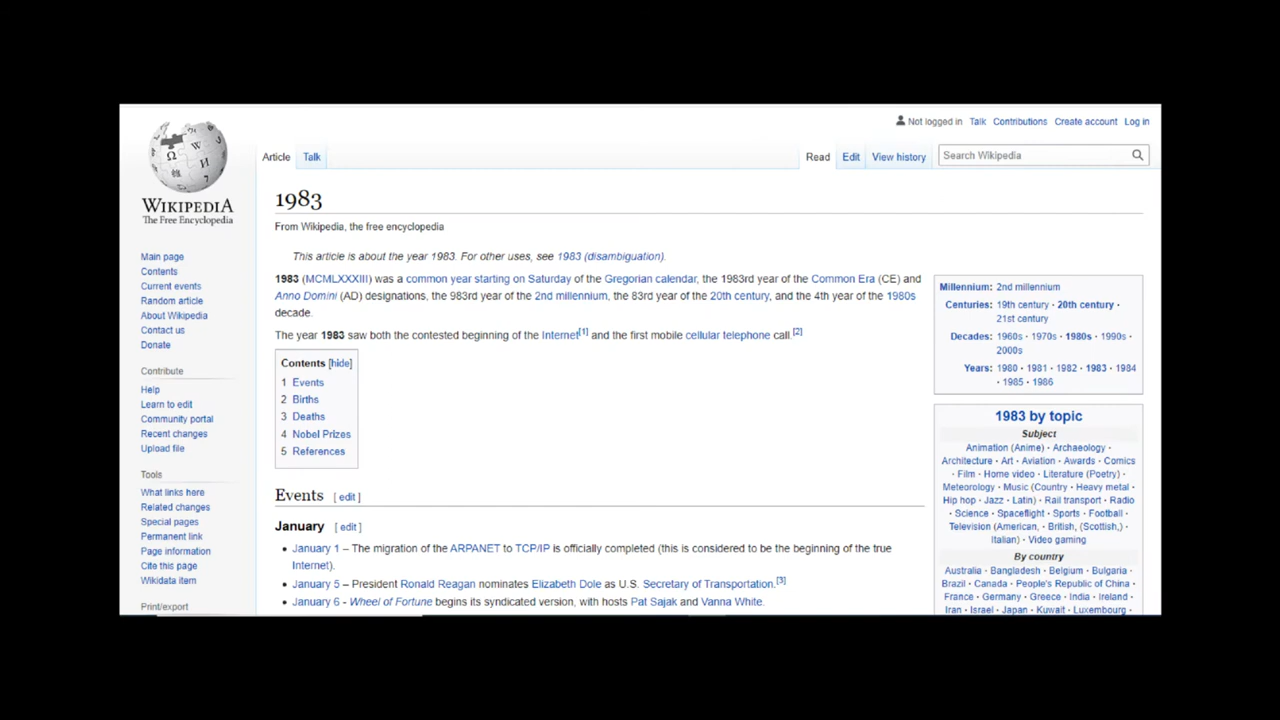 Not logged in Talk Contributions Create account Log in
Article Talk Read Edit View history Search Wikipedia
WIKIPEDIA
The Free Encyclopedia
Main page
Contents
Current events
Random article
About Wikipedia
Contact us
Donate
Contribute
Help
Learn to edit
Community portal
Recent changes
Upload file
Tools
What links here
Related changes
Special pages
Permanent link
Page information
Cite this page
Wikidata item
Print/export
1983
From Wikipedia, the free encyclopedia
This article is about the year 1983. For other uses, see 1983 (disambiguation).
1983 (MCMLXXXIII) was a common year starting on Saturday of the Gregorian calendar, the 1983rd year of the Common Era (CE) and
Anno Domini (AD) designations, the 983rd year of the 2nd millennium, the 83rd year of the 20th century, and the 4th year of the 1980s
decade.
The year 1983 saw both the contested beginning of the Internet[1] and the first mobile cellular telephone call.[2]
Contents [hide]
1 Events
2 Births
3 Deaths
4 Nobel Prizes
5 References
Events [ edit ]
January [ edit ]
• January 1 – The migration of the ARPANET to TCP/IP is officially completed (this is considered to be the beginning of the true
Internet).
• January 5 – President Ronald Reagan nominates Elizabeth Dole as U.S. Secretary of Transportation.[3]
• January 6 - Wheel of Fortune begins its syndicated version, with hosts Pat Sajak and Vanna White.
Millennium: 2nd millennium
Centuries: 19th century · 20th century ·
21st century
Decades: 1960s · 1970s · 1980s · 1990s ·
2000s
Years: 1980 · 1981 · 1982 · 1983 · 1984
· 1985 · 1986
1983 by topic
Subject
Animation (Anime) · Archaeology ·
Architecture · Art · Aviation · Awards · Comics
· Film · Home video · Literature (Poetry) ·
Meteorology · Music (Country · Heavy metal ·
Hip hop · Jazz · Latin) · Rail transport · Radio
· Science · Spaceflight · Sports · Football ·
Television (American, · British, (Scottish,) ·
Italian) · Video gaming
By country
Australia · Bangladesh · Belgium · Bulgaria ·
Brazil · Canada · People's Republic of China ·
France · Germany · Greece · India · Ireland ·
Iran · Israel · Japan · Kuwait · Luxembourg ·